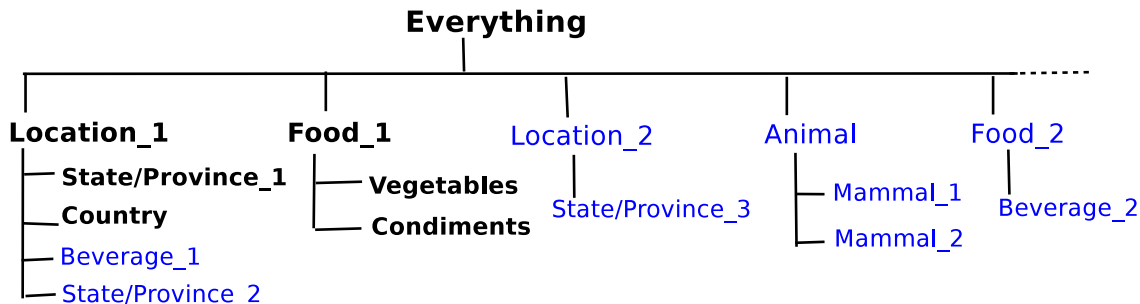 Everything
Location_1
Food_1
Location_2
Animal
Food_2
State/Province_1
Country
Beverage_1
State/Province_2
Vegetables
Condiments
State/Province_3
Mammal_1
Mammal_2
Beverage_2